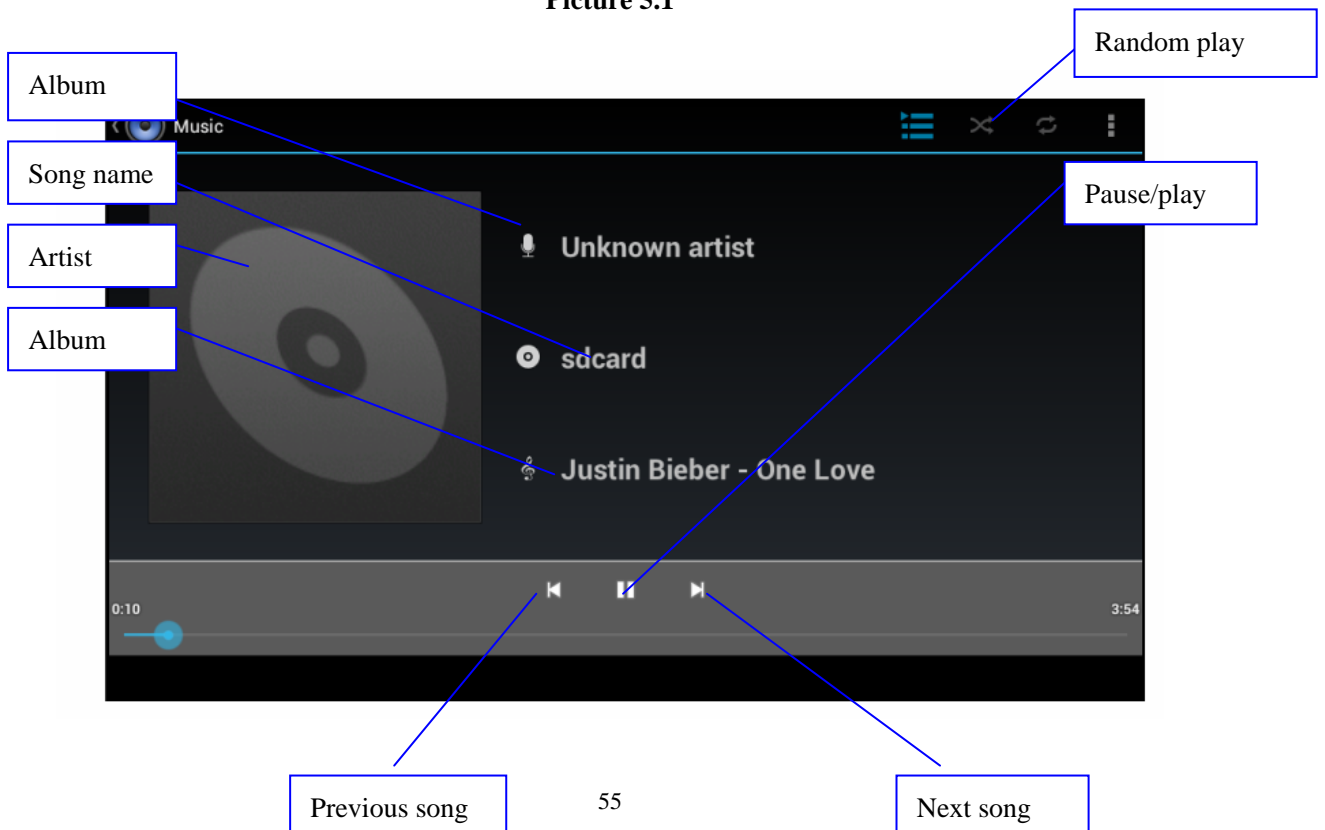 Picture 5.1
Random play
Album
Music
Song name
Pause/play
Unknown artist
Artist
Album
sdcard
Justin Bieber - One Love
0:10
3:54
Previous song
55
Next song